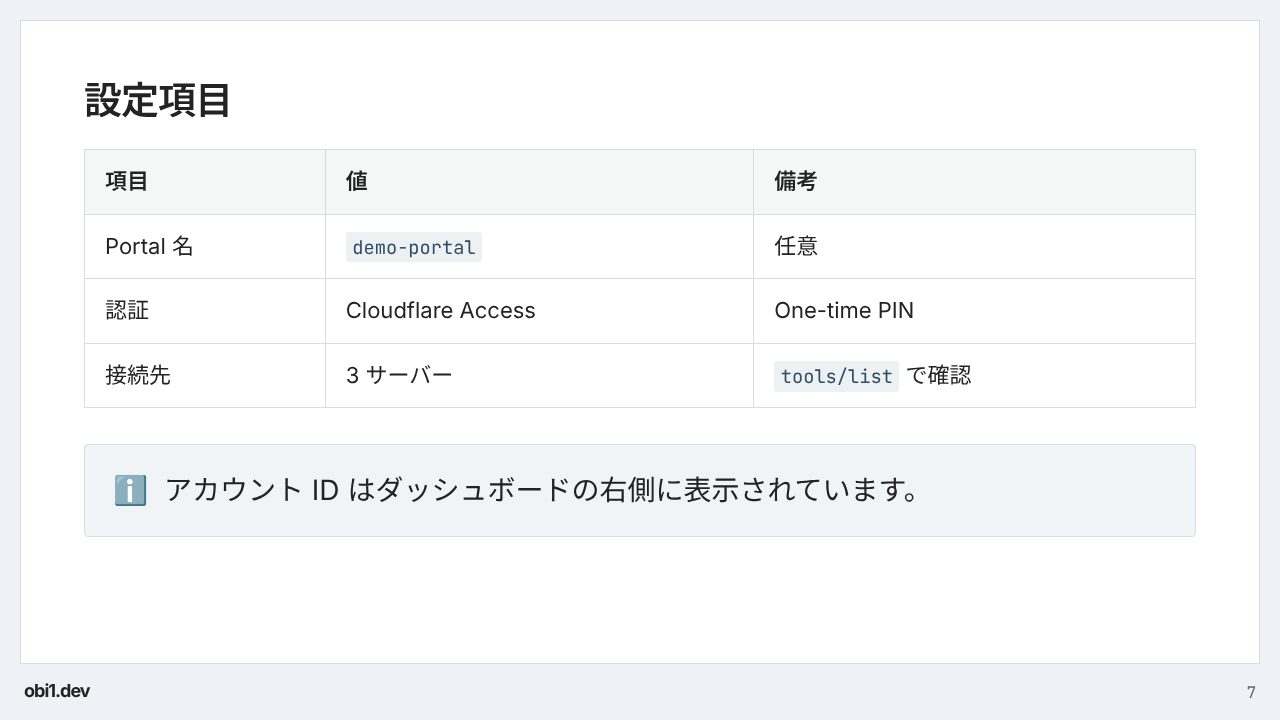 設定項目
項目 値 備考
Portal 名 demo-portal 任意
認証 Cloudflare Access One-time PIN
接続先 3 サーバー tools/list で確認
ℹ️ アカウント ID はダッシュボードの右側に表示されています。
obi1.dev 7